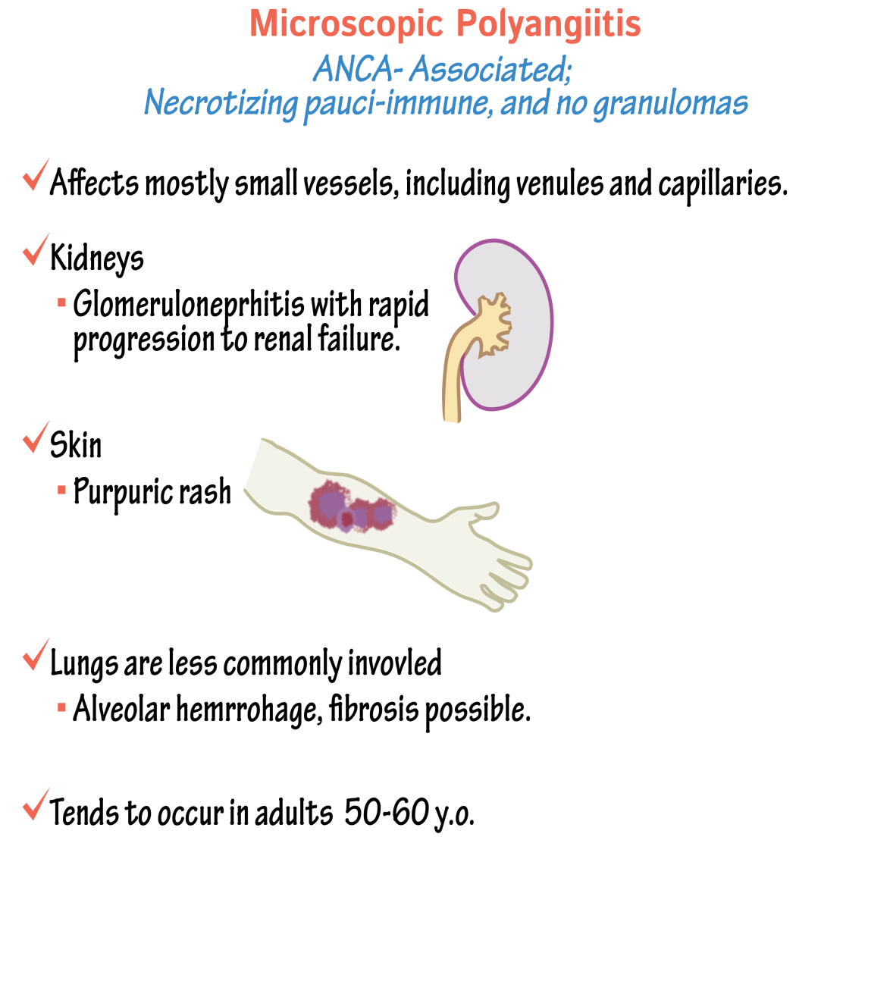 Microscopic Polyangiitis
ANCA- Associated;
Necrotizing pauci-immune, and no granulomas
Affects mostly small vessels, including venules and capillaries.
Kidneys
Glomeruloneprhitis with rapid
progression to renal failure.
Skin
Purpuric rash
Lungs are less commonly invovled
Alveolar hemrrohage, fibrosis possible.
Tends to occur in adults 50-60 y.o.